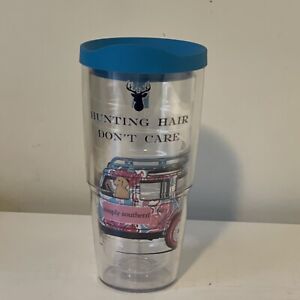 HUNTING HAIR
DON'T CARE
simply southern